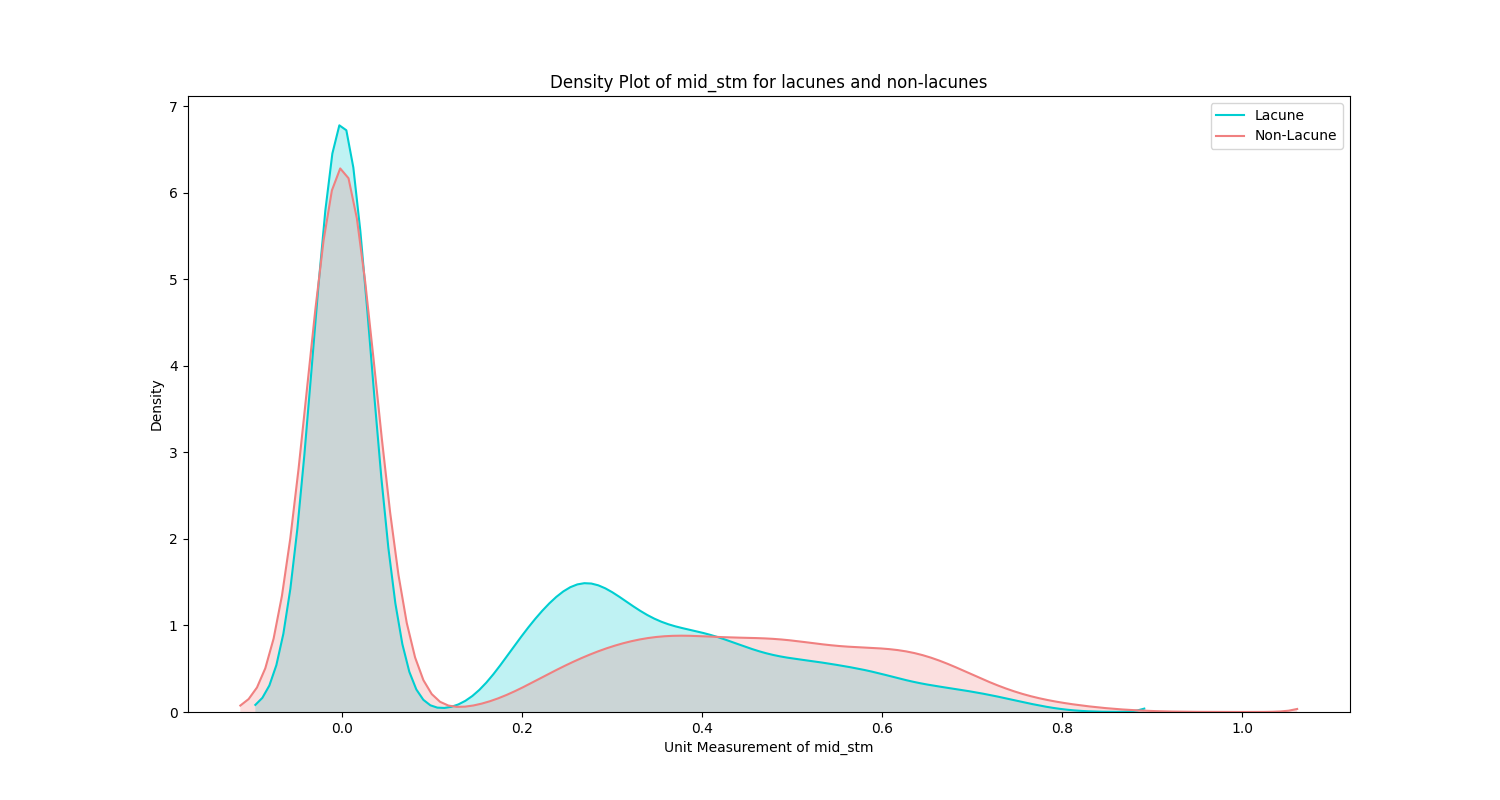 Density Plot of mid_stm for lacunes and non-lacunes
Lacune
Non-Lacune
7
6
5
4
3
2
1
0
Density
0.0 0.2 0.4 0.6 0.8 1.0
Unit Measurement of mid_stm